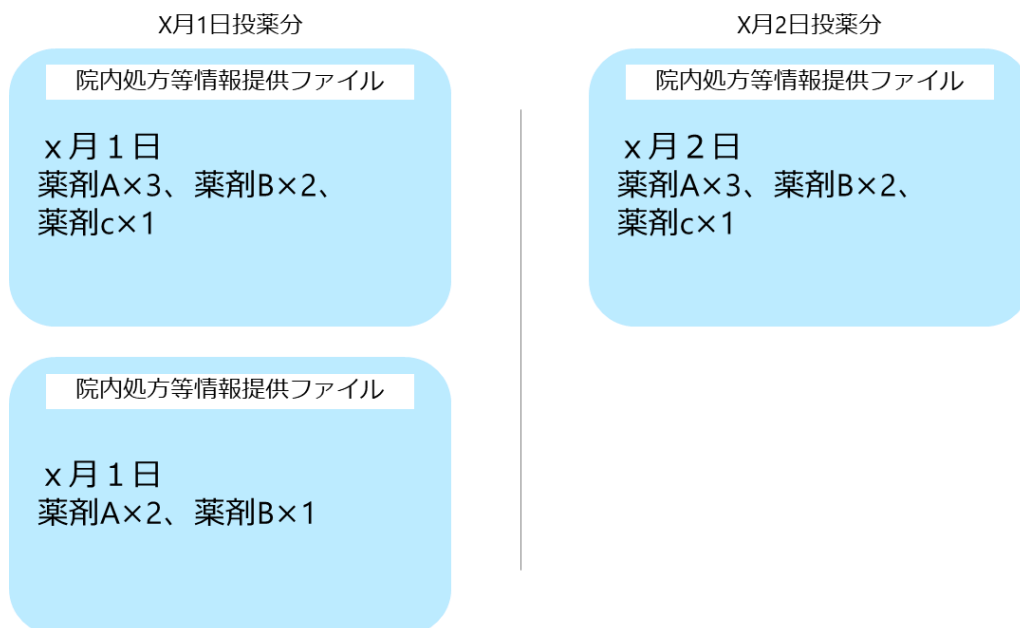 X月1日投薬分
院内処方等情報提供ファイル
ｘ月１日
薬剤A×3、薬剤B×2、
薬剤c×1
院内処方等情報提供ファイル
ｘ月１日
薬剤A×2、薬剤B×1
X月2日投薬分
院内処方等情報提供ファイル
ｘ月２日
薬剤A×3、薬剤B×2、
薬剤c×1